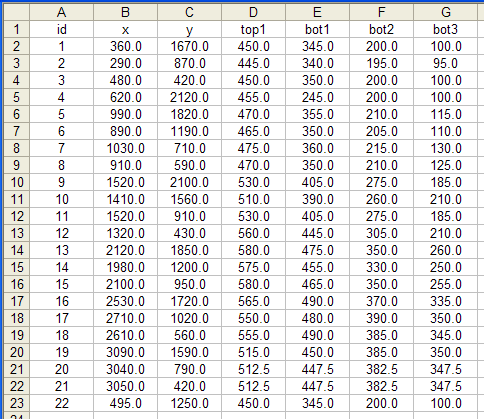 A B C D E F G
1 id x y top1 bot1 bot2 bot3
2 1 360.0 1670.0 450.0 345.0 200.0 100.0
3 2 290.0 870.0 445.0 340.0 195.0 95.0
4 3 480.0 420.0 450.0 350.0 200.0 100.0
5 4 620.0 2120.0 455.0 245.0 200.0 100.0
6 5 990.0 1820.0 470.0 355.0 210.0 115.0
7 6 890.0 1190.0 465.0 350.0 205.0 110.0
8 7 1030.0 710.0 475.0 360.0 215.0 130.0
9 8 910.0 590.0 470.0 350.0 210.0 125.0
10 9 1520.0 2100.0 530.0 405.0 275.0 185.0
11 10 1410.0 1560.0 510.0 390.0 260.0 210.0
12 11 1520.0 910.0 530.0 405.0 275.0 185.0
13 12 1320.0 430.0 560.0 445.0 305.0 210.0
14 13 2120.0 1850.0 580.0 475.0 350.0 260.0
15 14 1980.0 1200.0 575.0 455.0 330.0 250.0
16 15 2100.0 950.0 580.0 465.0 350.0 255.0
17 16 2530.0 1720.0 565.0 490.0 370.0 335.0
18 17 2710.0 1020.0 550.0 480.0 390.0 350.0
19 18 2610.0 560.0 555.0 490.0 385.0 345.0
20 19 3090.0 1590.0 515.0 450.0 385.0 350.0
21 20 3040.0 790.0 512.5 447.5 382.5 347.5
22 21 3050.0 420.0 512.5 447.5 382.5 347.5
23 22 495.0 1250.0 450.0 345.0 200.0 100.0